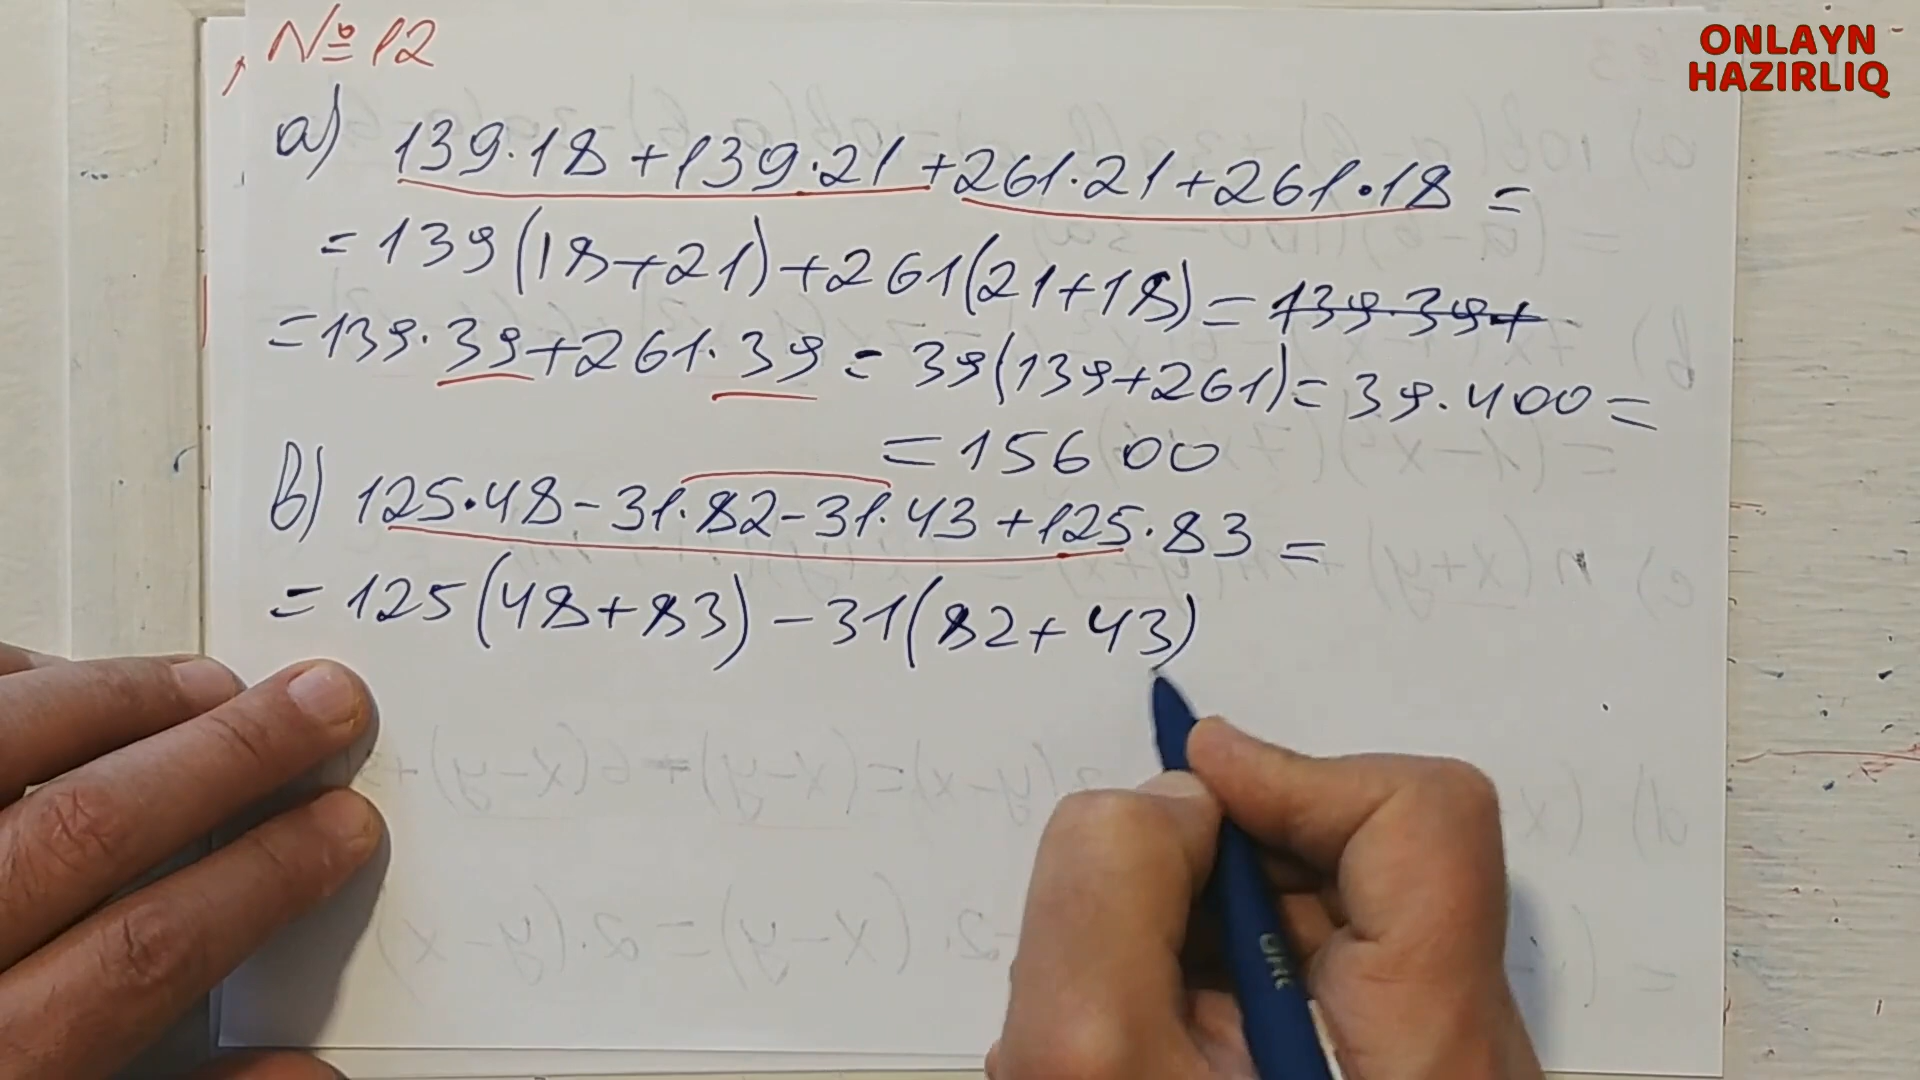 ONLAYN
HAZIRLIQ
№12
a) 139·18+139·21+261·21+261·18=
=139(18+21)+261(21+18)=139·39+
=139·39+261·39=39(139+261)=39·400=
=15600
b) 125·48-31·82-31·43+125·83=
=125(48+83)-31(82+43)